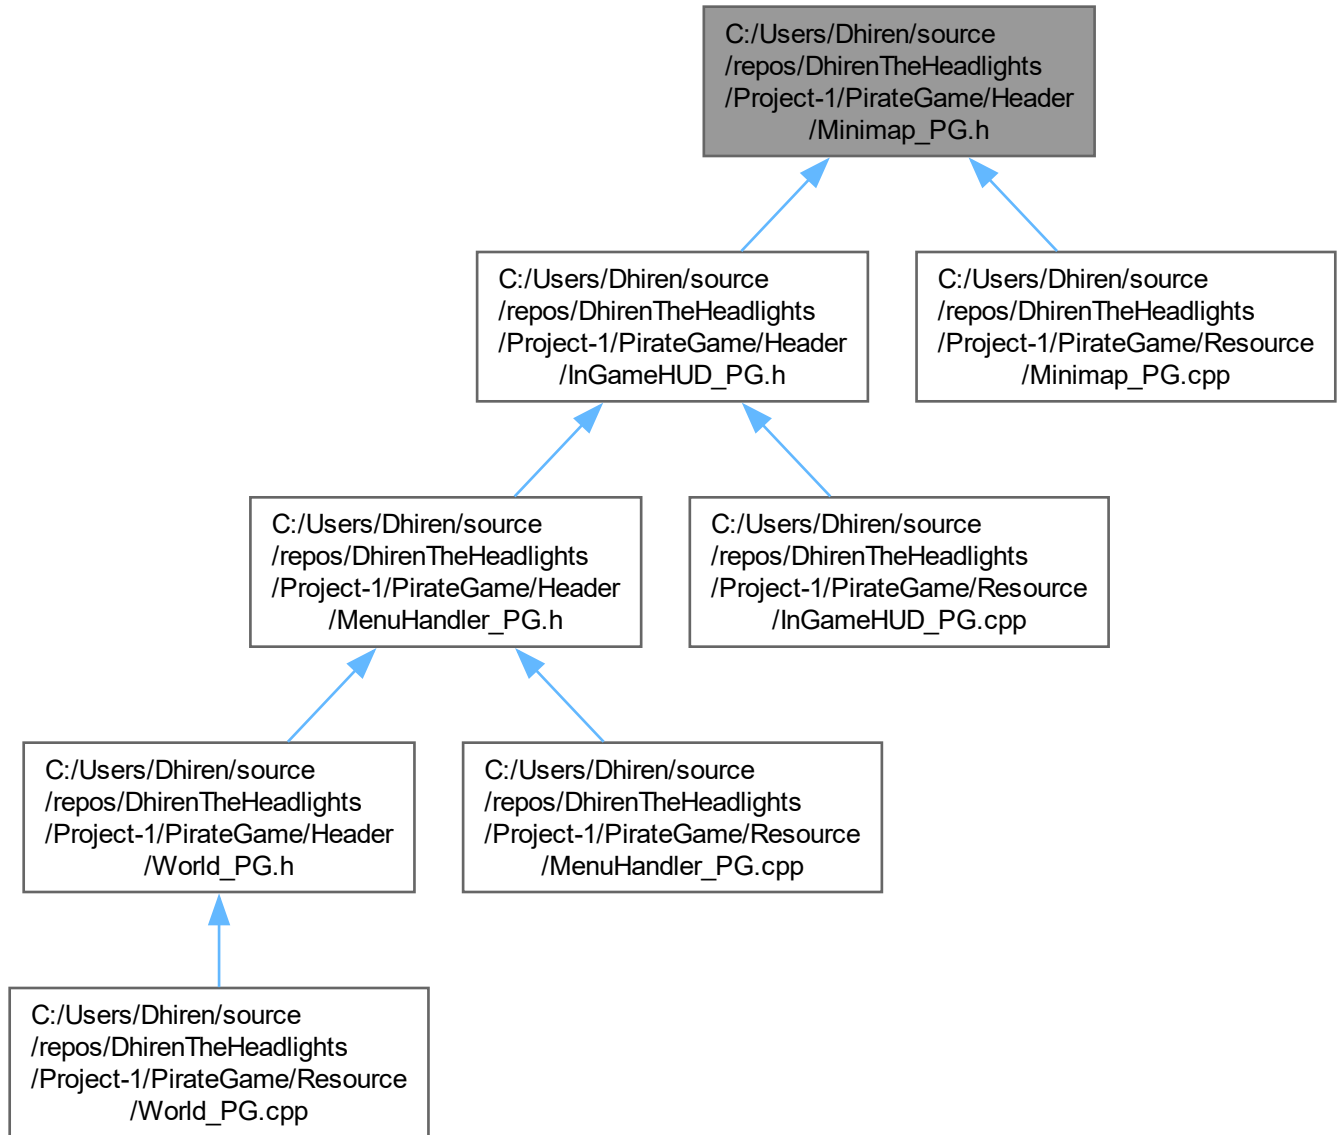 C:/Users/Dhiren/source
/repos/DhirenTheHeadlights
/Project-1/PirateGame/Header
/Minimap_PG.h
C:/Users/Dhiren/source
/repos/DhirenTheHeadlights
/Project-1/PirateGame/Header
/InGameHUD_PG.h
C:/Users/Dhiren/source
/repos/DhirenTheHeadlights
/Project-1/PirateGame/Resource
/Minimap_PG.cpp
C:/Users/Dhiren/source
/repos/DhirenTheHeadlights
/Project-1/PirateGame/Header
/MenuHandler_PG.h
C:/Users/Dhiren/source
/repos/DhirenTheHeadlights
/Project-1/PirateGame/Resource
/InGameHUD_PG.cpp
C:/Users/Dhiren/source
/repos/DhirenTheHeadlights
/Project-1/PirateGame/Header
/World_PG.h
C:/Users/Dhiren/source
/repos/DhirenTheHeadlights
/Project-1/PirateGame/Resource
/MenuHandler_PG.cpp
C:/Users/Dhiren/source
/repos/DhirenTheHeadlights
/Project-1/PirateGame/Resource
/World_PG.cpp